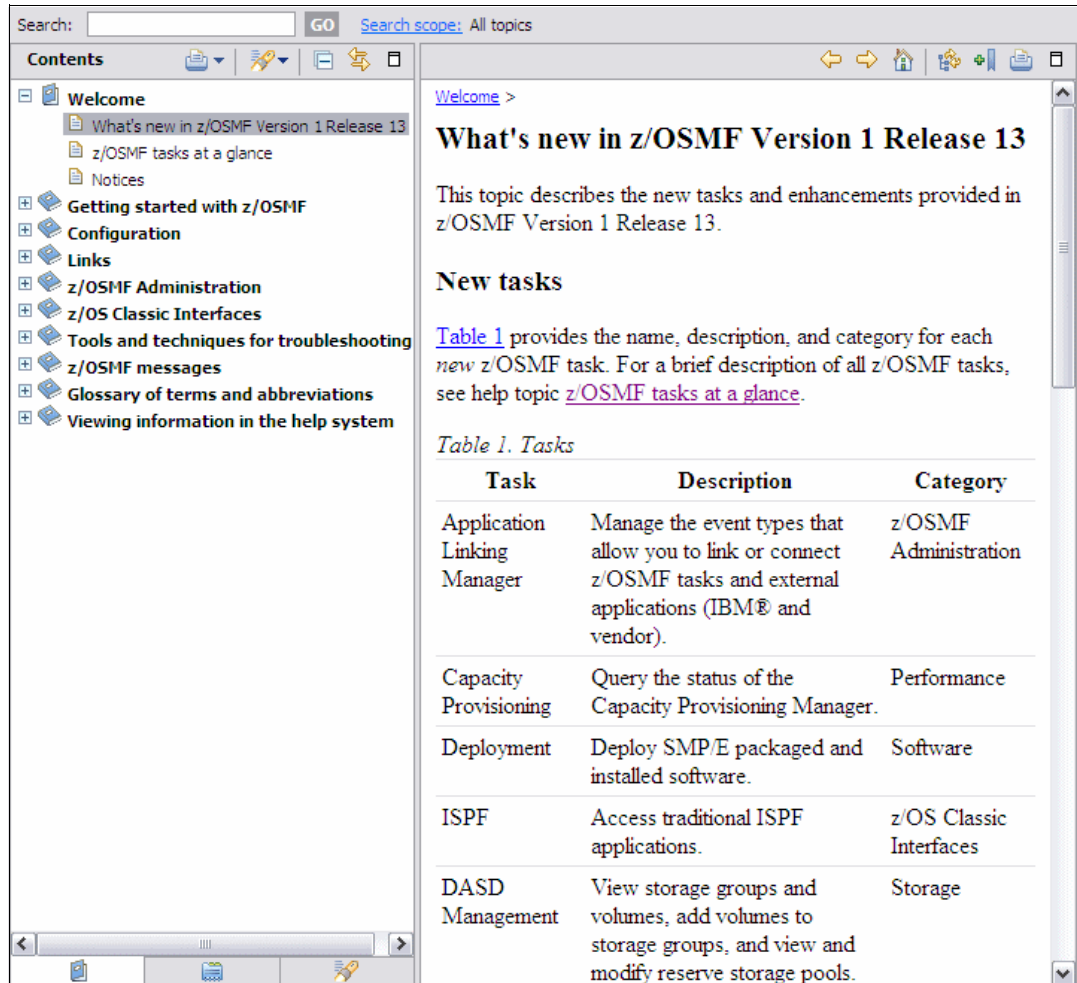 Search: GO Search scope: All topics
Contents
Welcome
What's new in z/OSMF Version 1 Release 13
z/OSMF tasks at a glance
Notices
Getting started with z/OSMF
Configuration
Links
z/OSMF Administration
z/OS Classic Interfaces
Tools and techniques for troubleshooting
z/OSMF messages
Glossary of terms and abbreviations
Viewing information in the help system
Welcome >
What's new in z/OSMF Version 1 Release 13
This topic describes the new tasks and enhancements provided in
z/OSMF Version 1 Release 13.
New tasks
Table 1 provides the name, description, and category for each
new z/OSMF task. For a brief description of all z/OSMF tasks,
see help topic z/OSMF tasks at a glance.
Table 1. Tasks
Task Description Category
Application Manage the event types that z/OSMF
Linking allow you to link or connect Administration
Manager z/OSMF tasks and external
applications (IBM® and
vendor).
Capacity Query the status of the Performance
Provisioning Capacity Provisioning Manager.
Deployment Deploy SMP/E packaged and Software
installed software.
ISPF Access traditional ISPF z/OS Classic
applications. Interfaces
DASD View storage groups and Storage
Management volumes, add volumes to
storage groups, and view and
modify reserve storage pools.